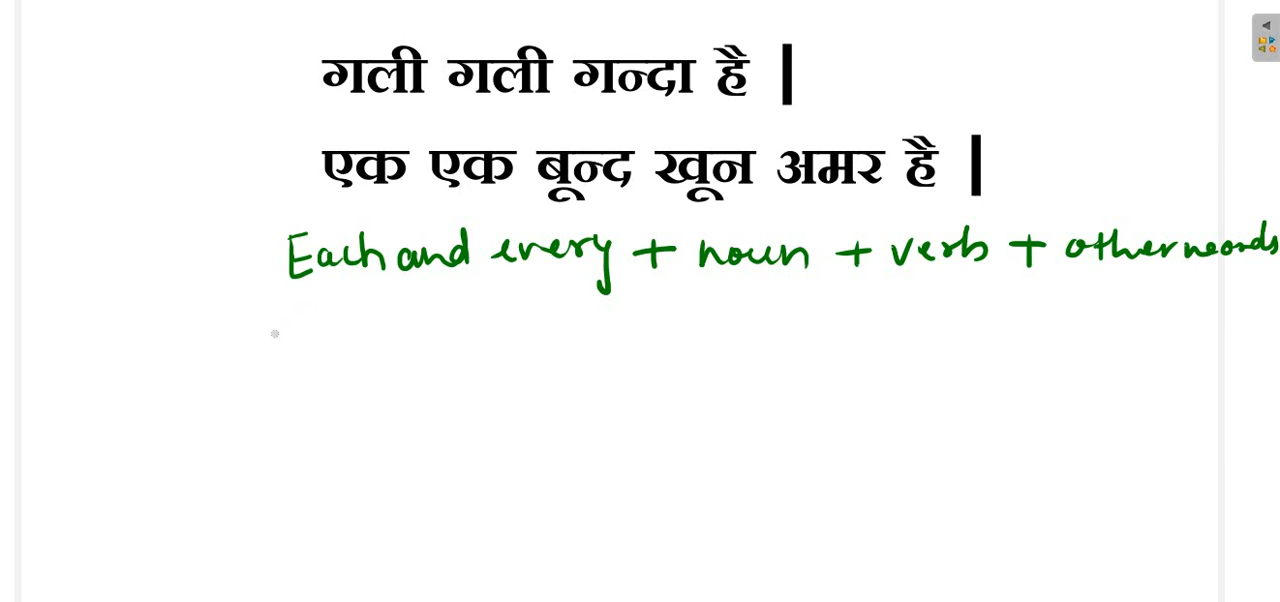 गली गली गन्दा है |
एक एक बून्द खून अमर है |
Each and every + noun + verb + other words